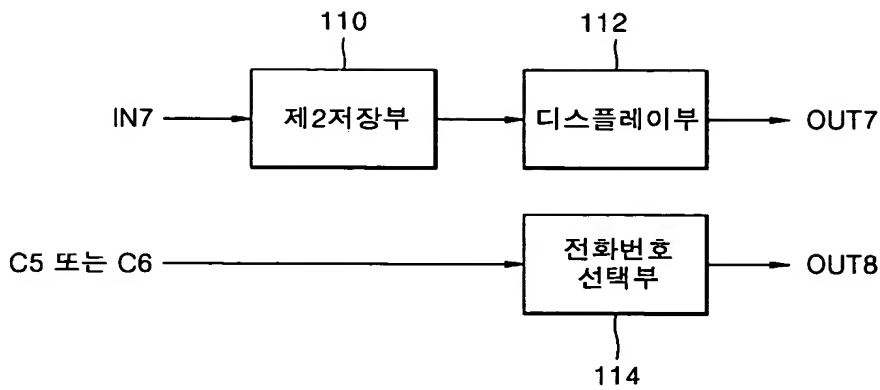 110
112
IN7
제2저장부
디스플레이부
OUT7
C5 또는 C6
전화번호
선택부
OUT8
114